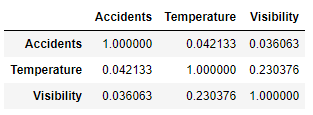 Accidents Temperature Visibility
Accidents 1.000000 0.042133 0.036063
Temperature 0.042133 1.000000 0.230376
Visibility 0.036063 0.230376 1.000000